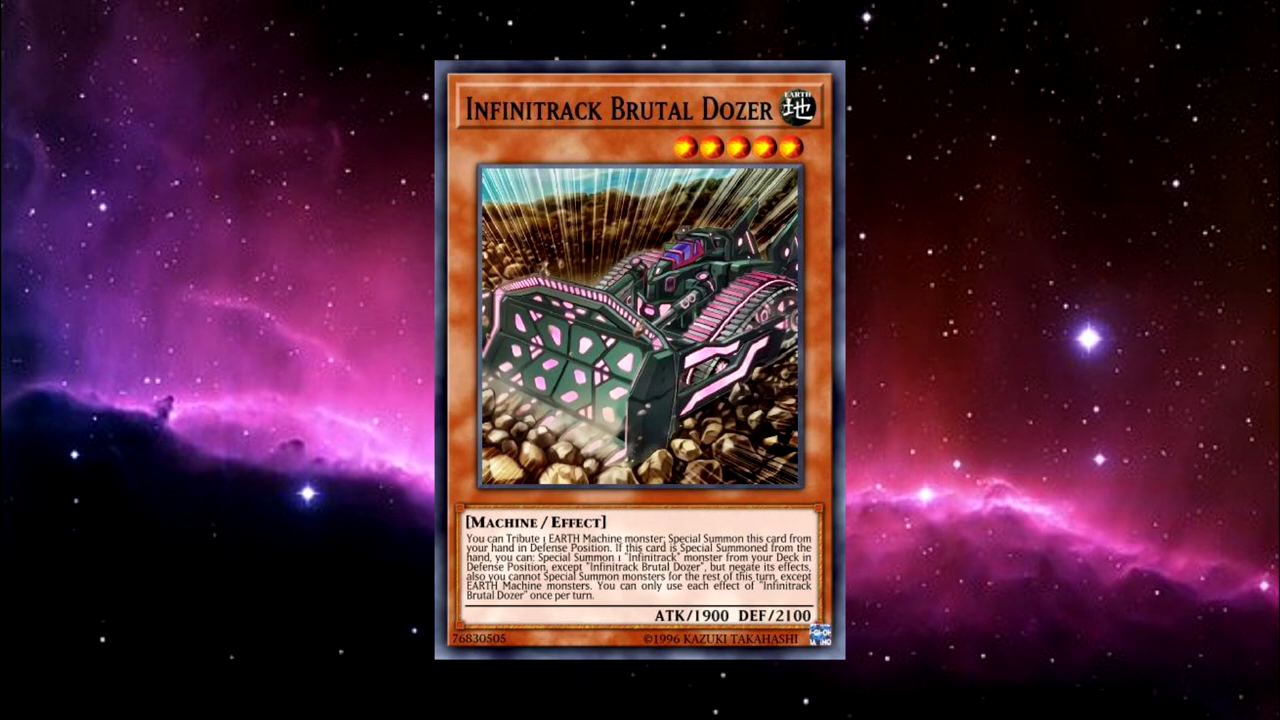 INFINITRACK BRUTAL DOZER
EARTH
地
[MACHINE / EFFECT]
You can Tribute 1 EARTH Machine monster; Special Summon this card from
your hand in Defense Position. If this card is Special Summoned from the
hand, you can: Special Summon 1 "Infinitrack" monster from your Deck in
Defense Position, except "Infinitrack Brutal Dozer", but negate its effects,
also you cannot Special Summon monsters for the rest of this turn, except
EARTH Machine monsters. You can only use each effect of "Infinitrack
Brutal Dozer" once per turn.
ATK/1900 DEF/2100
76830505
©1996 KAZUKI TAKAHASHI